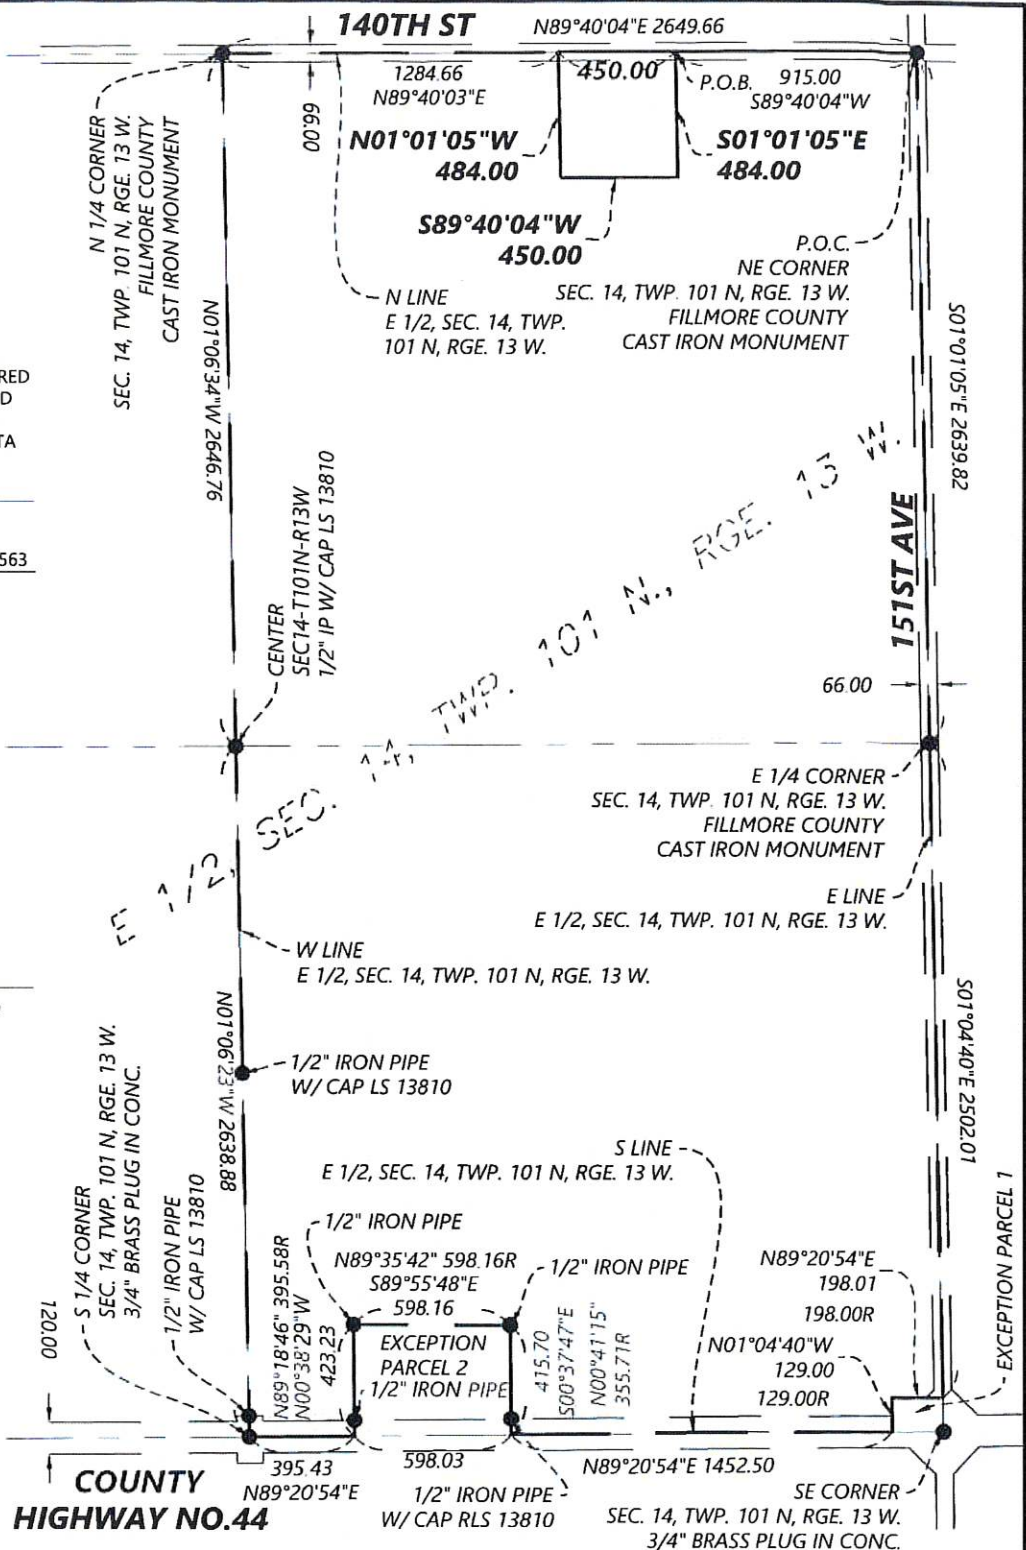 140TH ST
N89°40'04"E 2649.66
1284.66
N89°40'03"E
450.00
P.O.B.
915.00
S89°40'04"W
66.00
N01°01'05"W
484.00
S01°01'05"E
484.00
S89°40'04"W
450.00
N 1/4 CORNER
SEC. 14, TWP. 101 N, RGE. 13 W.
FILLMORE COUNTY
CAST IRON MONUMENT
P.O.C.
NE CORNER
SEC. 14, TWP. 101 N, RGE. 13 W.
FILLMORE COUNTY
CAST IRON MONUMENT
N LINE
E 1/2, SEC. 14, TWP.
101 N, RGE. 13 W.
RED
D
TA
563
N01°06'34"W 2646.76
S01°01'05"E 2639.82
151ST AVE
66.00
CENTER
SEC14-T101N-R13W
1/2" IP W/ CAP LS 13810
E 1/2, SEC. 14, TWP. 101 N., RGE. 13 W.
E 1/4 CORNER
SEC. 14, TWP. 101 N, RGE. 13 W.
FILLMORE COUNTY
CAST IRON MONUMENT
E LINE
E 1/2, SEC. 14, TWP. 101 N, RGE. 13 W.
W LINE
E 1/2, SEC. 14, TWP. 101 N, RGE. 13 W.
N01°06'23"W 2638.88
S01°04'40"E 2502.01
1/2" IRON PIPE
W/ CAP LS 13810
S 1/4 CORNER
SEC. 14, TWP. 101 N, RGE. 13 W.
3/4" BRASS PLUG IN CONC.
1/2" IRON PIPE
W/ CAP LS 13810
S LINE
E 1/2, SEC. 14, TWP. 101 N, RGE. 13 W.
1/2" IRON PIPE
N89°35'42" 598.16R
S89°55'48"E
598.16
1/2" IRON PIPE
N89°18'46" 395.58R
N00°38'29"W
423.23
EXCEPTION
PARCEL 2
1/2" IRON PIPE
415.70
S00°37'47"E
N00°41'15"
355.71R
N89°20'54"E
198.01
198.00R
N01°04'40"W
129.00
129.00R
EXCEPTION PARCEL 1
120.00
395.43
N89°20'54"E
598.03
N89°20'54"E 1452.50
COUNTY
HIGHWAY NO.44
1/2" IRON PIPE
W/ CAP RLS 13810
SE CORNER
SEC. 14, TWP. 101 N, RGE. 13 W.
3/4" BRASS PLUG IN CONC.